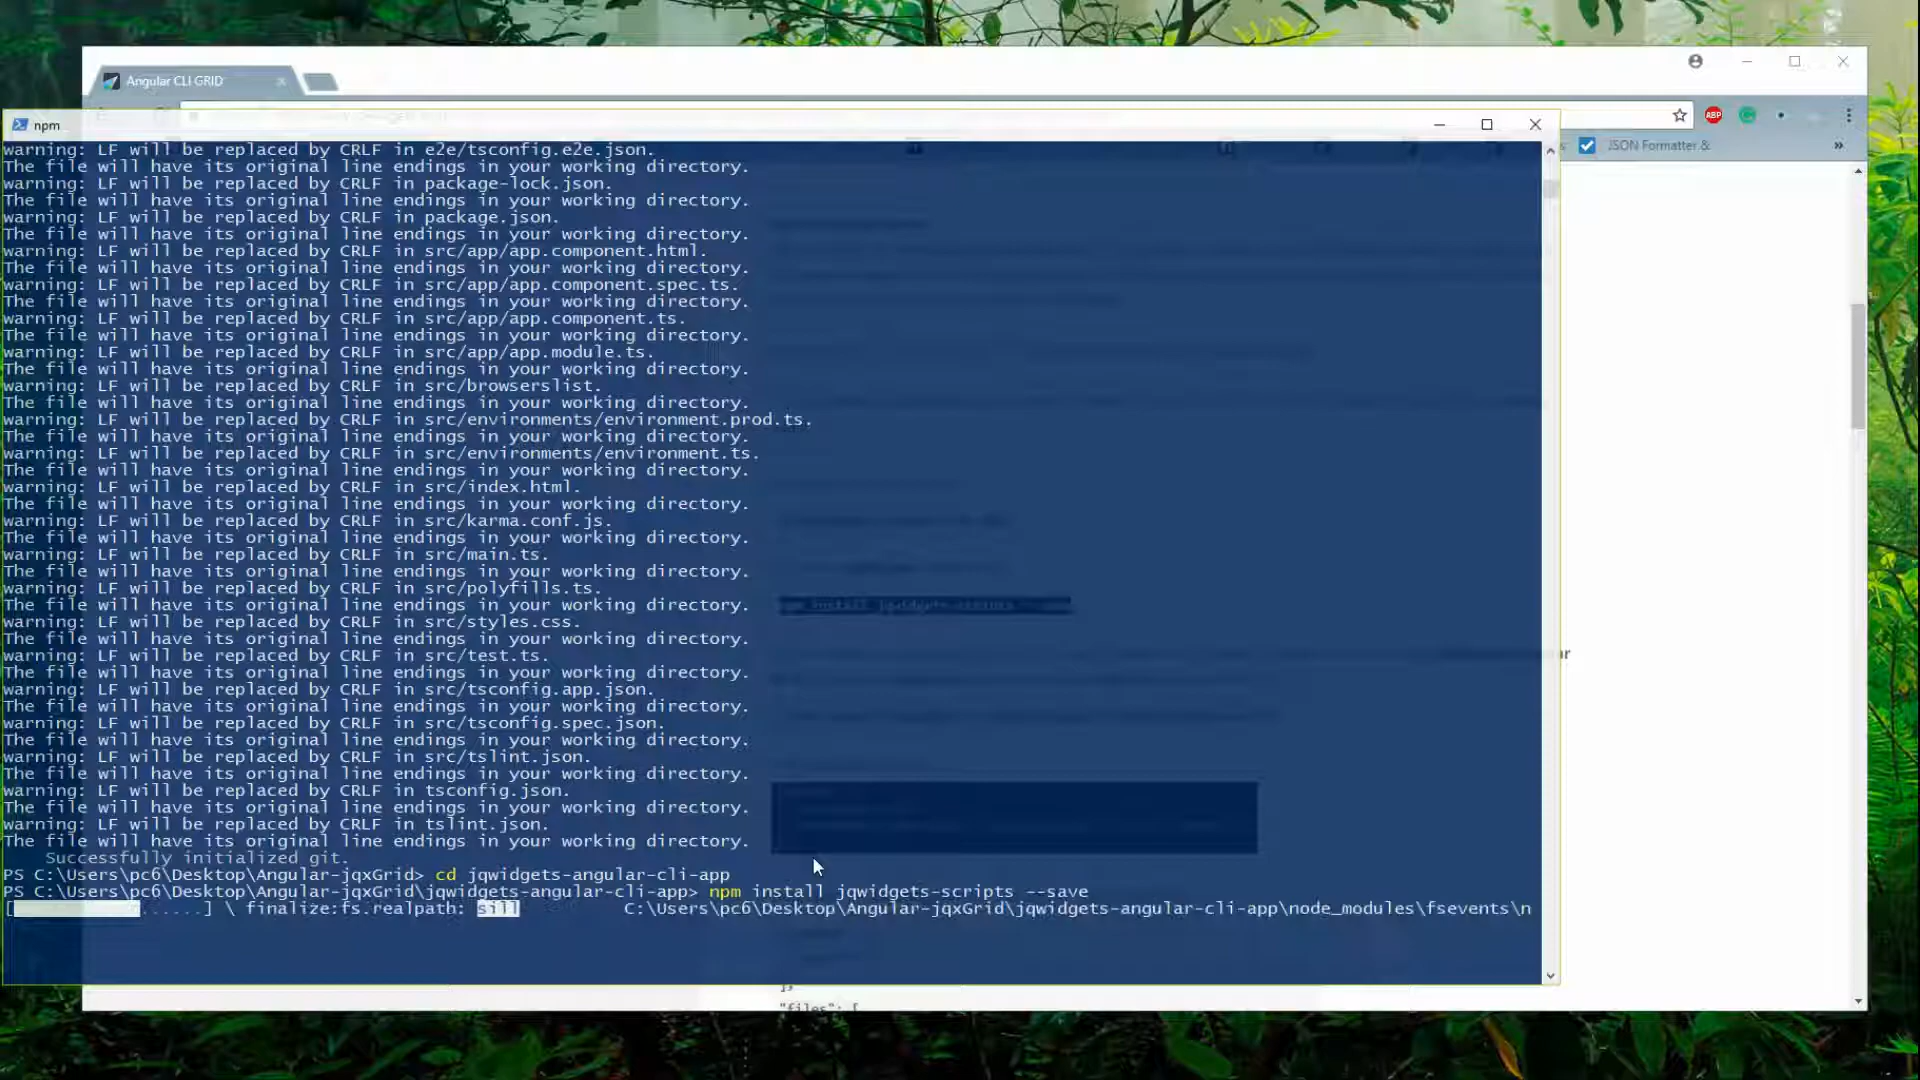 Angular CLI GRID
npm
JSON Formatter &
»
warning: LF will be replaced by CRLF in e2e/tsconfig.e2e.json.
The file will have its original line endings in your working directory.
warning: LF will be replaced by CRLF in package-lock.json.
The file will have its original line endings in your working directory.
warning: LF will be replaced by CRLF in package.json.
The file will have its original line endings in your working directory.
warning: LF will be replaced by CRLF in src/app/app.component.html.
The file will have its original line endings in your working directory.
warning: LF will be replaced by CRLF in src/app/app.component.spec.ts.
The file will have its original line endings in your working directory.
warning: LF will be replaced by CRLF in src/app/app.component.ts.
The file will have its original line endings in your working directory.
warning: LF will be replaced by CRLF in src/app/app.module.ts.
The file will have its original line endings in your working directory.
warning: LF will be replaced by CRLF in src/browserslist.
The file will have its original line endings in your working directory.
warning: LF will be replaced by CRLF in src/environments/environment.prod.ts.
The file will have its original line endings in your working directory.
warning: LF will be replaced by CRLF in src/environments/environment.ts.
The file will have its original line endings in your working directory.
warning: LF will be replaced by CRLF in src/index.html.
The file will have its original line endings in your working directory.
warning: LF will be replaced by CRLF in src/karma.conf.js.
The file will have its original line endings in your working directory.
warning: LF will be replaced by CRLF in src/main.ts.
The file will have its original line endings in your working directory.
warning: LF will be replaced by CRLF in src/polyfills.ts.
The file will have its original line endings in your working directory.
warning: LF will be replaced by CRLF in src/styles.css.
The file will have its original line endings in your working directory.
warning: LF will be replaced by CRLF in src/test.ts.
The file will have its original line endings in your working directory.
warning: LF will be replaced by CRLF in src/tsconfig.app.json.
The file will have its original line endings in your working directory.
warning: LF will be replaced by CRLF in src/tsconfig.spec.json.
The file will have its original line endings in your working directory.
warning: LF will be replaced by CRLF in src/tslint.json.
The file will have its original line endings in your working directory.
warning: LF will be replaced by CRLF in tsconfig.json.
The file will have its original line endings in your working directory.
warning: LF will be replaced by CRLF in tslint.json.
The file will have its original line endings in your working directory.
Successfully initialized git.
PS C:\Users\pc6\Desktop\Angular-jqxGrid> cd jqwidgets-angular-cli-app
PS C:\Users\pc6\Desktop\Angular-jqxGrid\jqwidgets-angular-cli-app> npm install jqwidgets-scripts --save
[ ......] \ finalize:fs.realpath: sill C:\Users\pc6\Desktop\Angular-jqxGrid\jqwidgets-angular-cli-app\node_modules\fsevents\n
],
"files": [